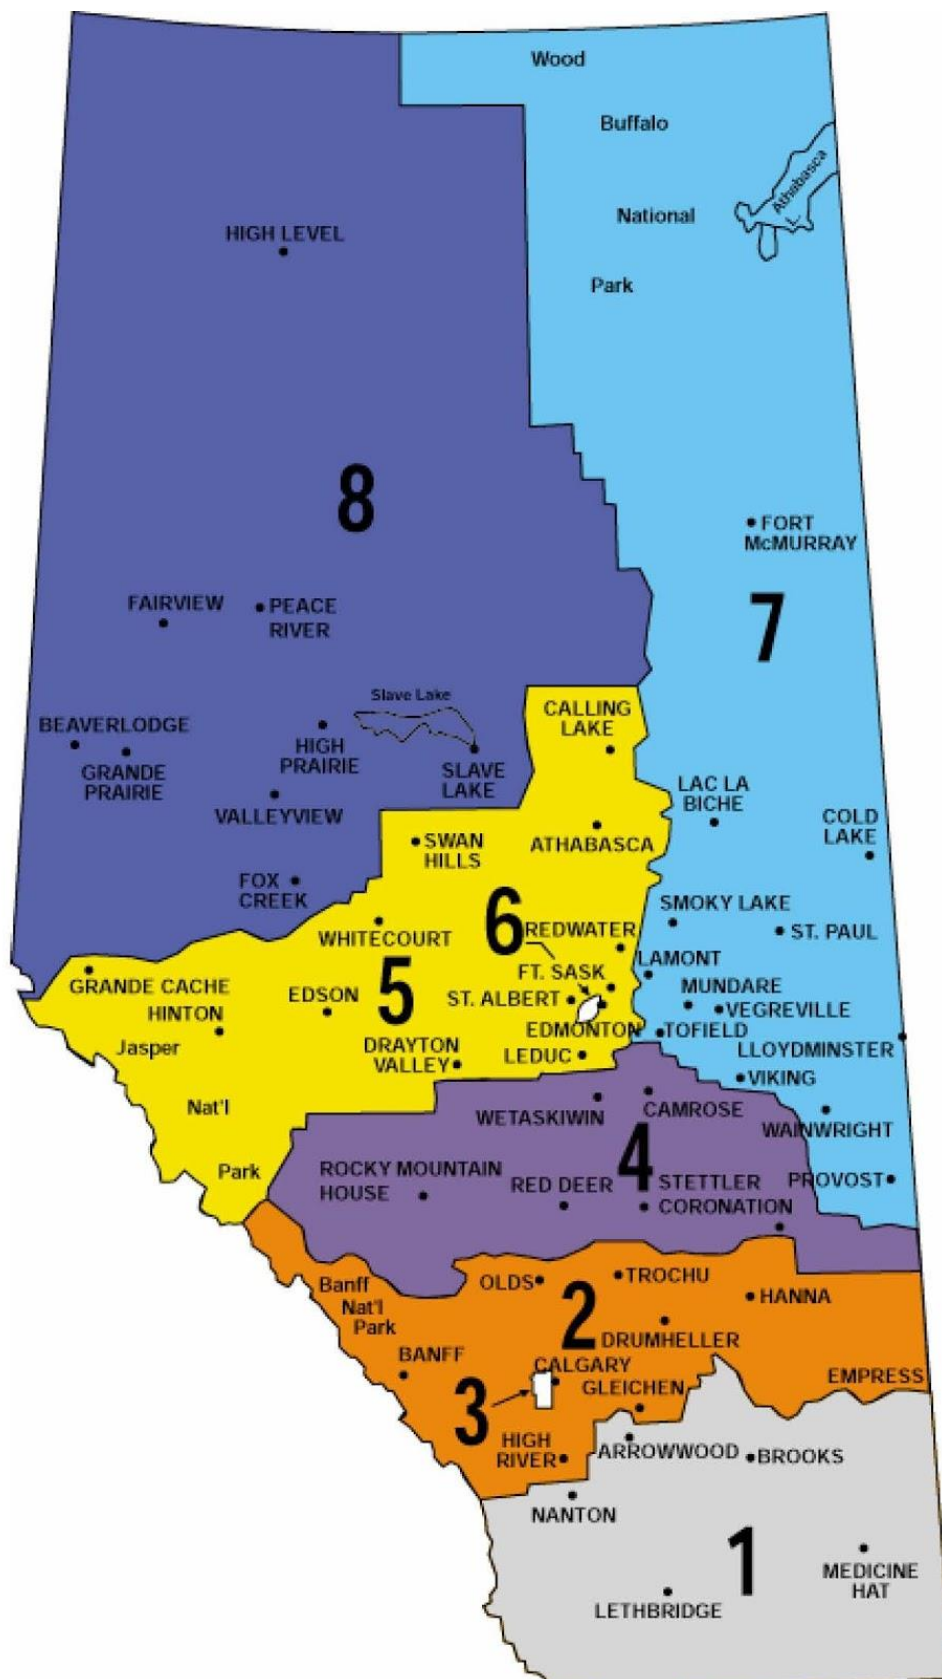 Wood
Buffalo
Athabasca
L.
National
HIGH LEVEL
Park
8
FORT
McMURRAY
7
FAIRVIEW
PEACE
RIVER
Slave Lake
CALLING
LAKE
BEAVERLODGE
HIGH
PRAIRIE
GRANDE
PRAIRIE
SLAVE
LAKE
LAC LA
BICHE
VALLEYVIEW
COLD
LAKE
SWAN
HILLS
ATHABASCA
FOX
CREEK
6
SMOKY LAKE
WHITECOURT
REDWATER
ST. PAUL
LAMONT
FT. SASK
5
GRANDE CACHE
EDSON
ST. ALBERT
MUNDARE
VEGREVILLE
HINTON
EDMONTON
TOFIELD
Jasper
DRAYTON
VALLEY
LEDUC
LLOYDMINSTER
VIKING
Nat'l
WETASKIWIN
CAMROSE
WAINWRIGHT
4
Park
ROCKY MOUNTAIN
HOUSE
RED DEER
STETTLER
PROVOST
CORONATION
Banff
Nat'l
Park
OLDS
TROCHU
HANNA
2
DRUMHELLER
BANFF
CALGARY
EMPRESS
3
GLEICHEN
HIGH
RIVER
ARROWWOOD
BROOKS
NANTON
1
MEDICINE
HAT
LETHBRIDGE